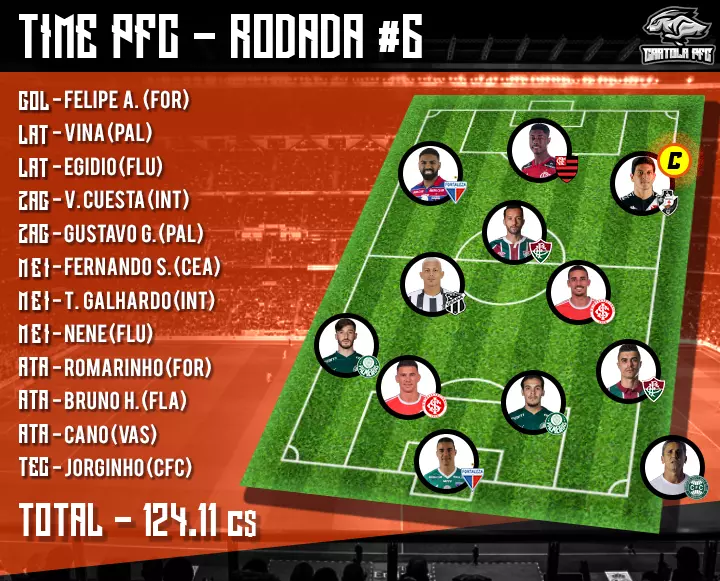 TIME PFC - RODADA #6
CARTOLA PFC
GOL - FELIPE A. (FOR)
LAT - VINA (PAL)
LAT - EGIDIO (FLU)
ZAG - V. CUESTA (INT)
ZAG - GUSTAVO G. (PAL)
MEI - FERNANDO S. (CEA)
MEI - T. GALHARDO (INT)
MEI - NENE (FLU)
ATA - ROMARINHO (FOR)
ATA - BRUNO H. (FLA)
ATA - CANO (VAS)
TEC - JORGINHO (CFC)
TOTAL - 124.11 C$
C
FORTALEZA
FORTALEZA